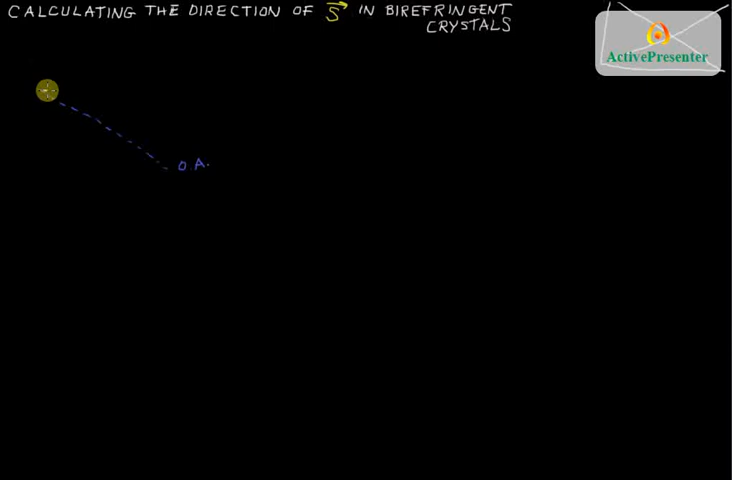 CALCULATING THE DIRECTION OF S IN BIREFRINGENT
CRYSTALS
ActivePresenter
O.A.